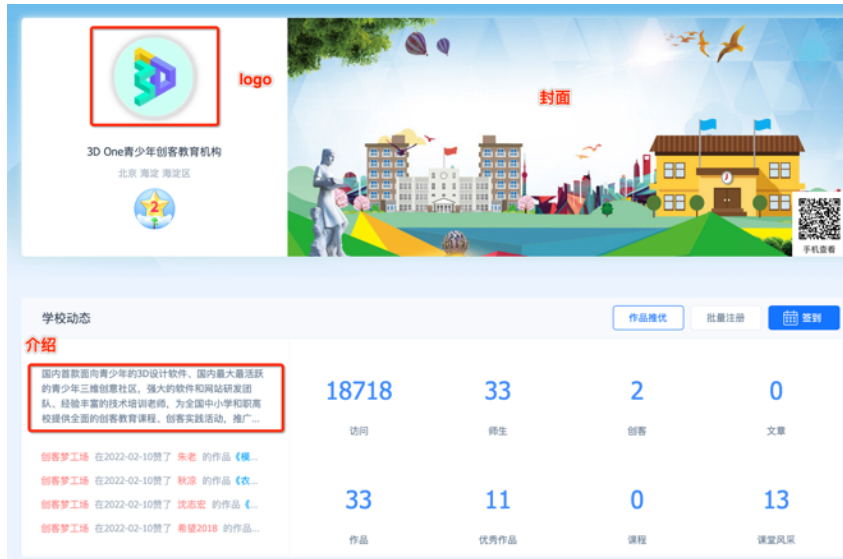 3D
logo
封面
3D One青少年创客教育机构
北京 海淀 海淀区
2
手机查看
学校动态
作品推优
批量注册
签到
介绍
国内首款面向青少年的3D设计软件、国内最大最活跃
的青少年三维创意社区，强大的软件和网站研发团
队、经验丰富的技术培训老师，为全国中小学和职高
校提供全面的创客教育课程、创客实践活动，推广...
18718
33
2
0
访问
师生
创客
文章
创客梦工场 在2022-02-10赞了 朱老 的作品《模...
创客梦工场 在2022-02-10赞了 秋凉 的作品《农...
创客梦工场 在2022-02-10赞了 沈志宏 的作品《...
创客梦工场 在2022-02-10赞了 希望2018 的作品...
33
11
0
13
作品
优秀作品
课程
课堂风采